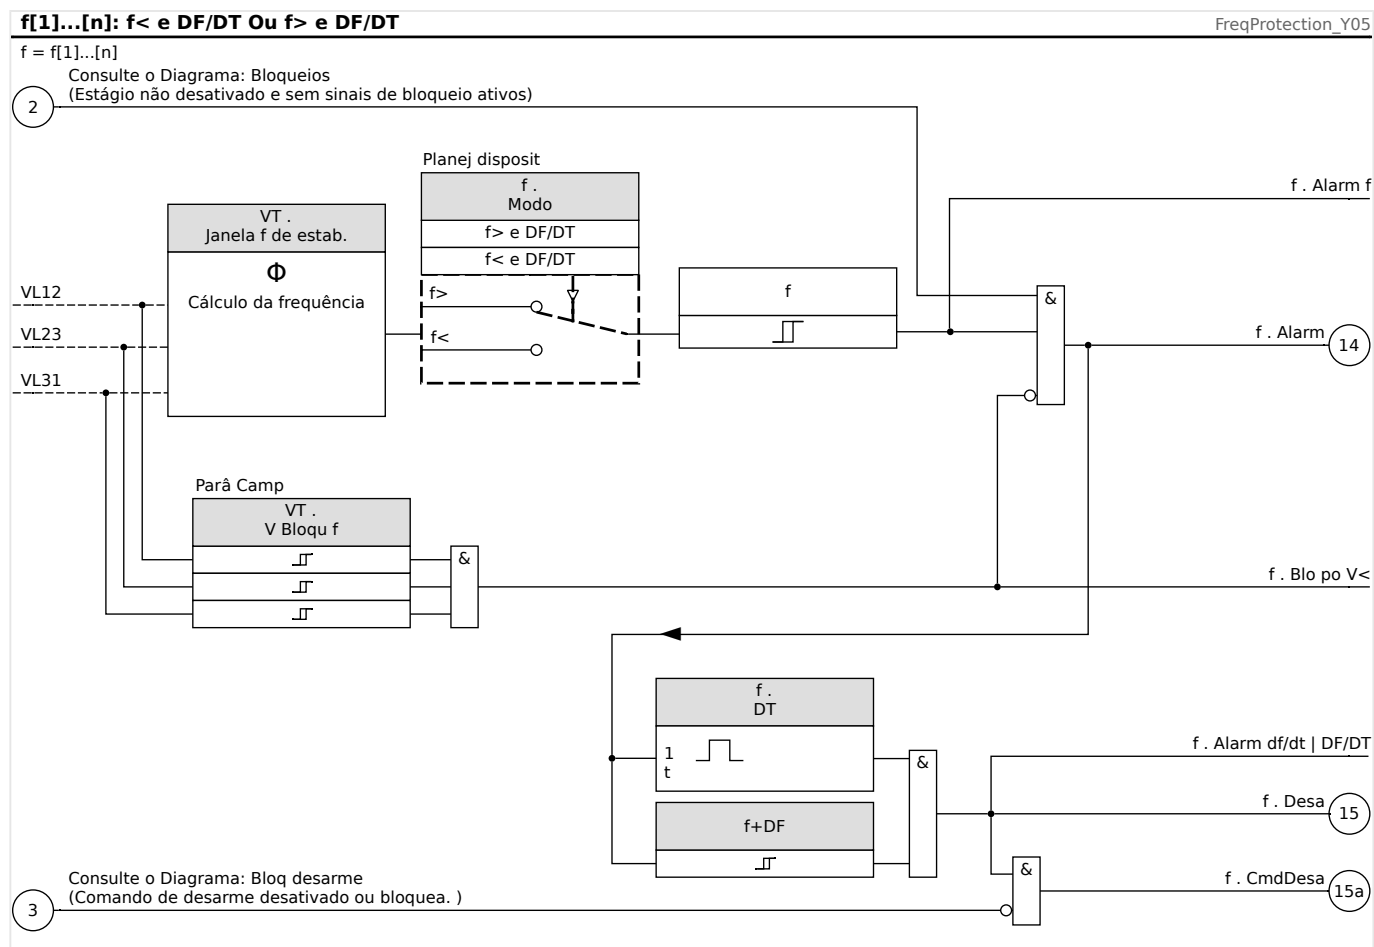 f[1]...[n]: f< e DF/DT Ou f> e DF/DT
FreqProtection_Y05
f = f[1]...[n]
Consulte o Diagrama: Bloqueios
(Estágio não desativado e sem sinais de bloqueio ativos)
2
Planej disposit
f .
Modo
f> e DF/DT
f< e DF/DT
f>
f<
VT .
Janela f de estab.
Φ
Cálculo da frequência
VL12
VL23
VL31
f
&
f . Alarm f
f . Alarm
14
Parâ Camp
VT .
V Bloqu f
&
f . Blo po V<
f .
DT
1
t
f+DF
&
f . Alarm df/dt | DF/DT
f . Desa
15
&
f . CmdDesa
15a
Consulte o Diagrama: Bloq desarme
(Comando de desarme desativado ou bloquea. )
3